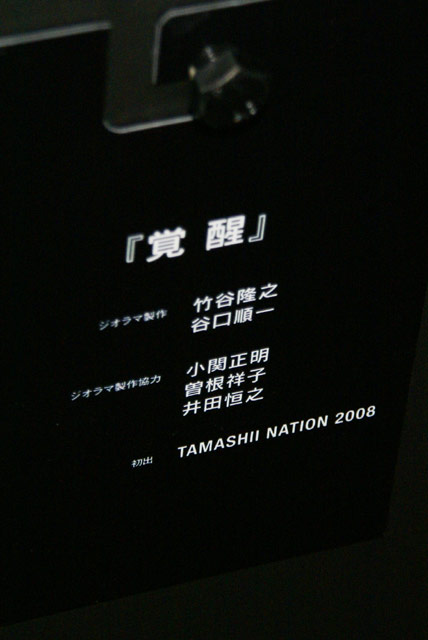 『覚 醒』
ジオラマ製作 竹谷隆之
谷口順一
ジオラマ製作協力 小関正明
曽根祥子
井田恒之
初出 TAMASHII NATION 2008